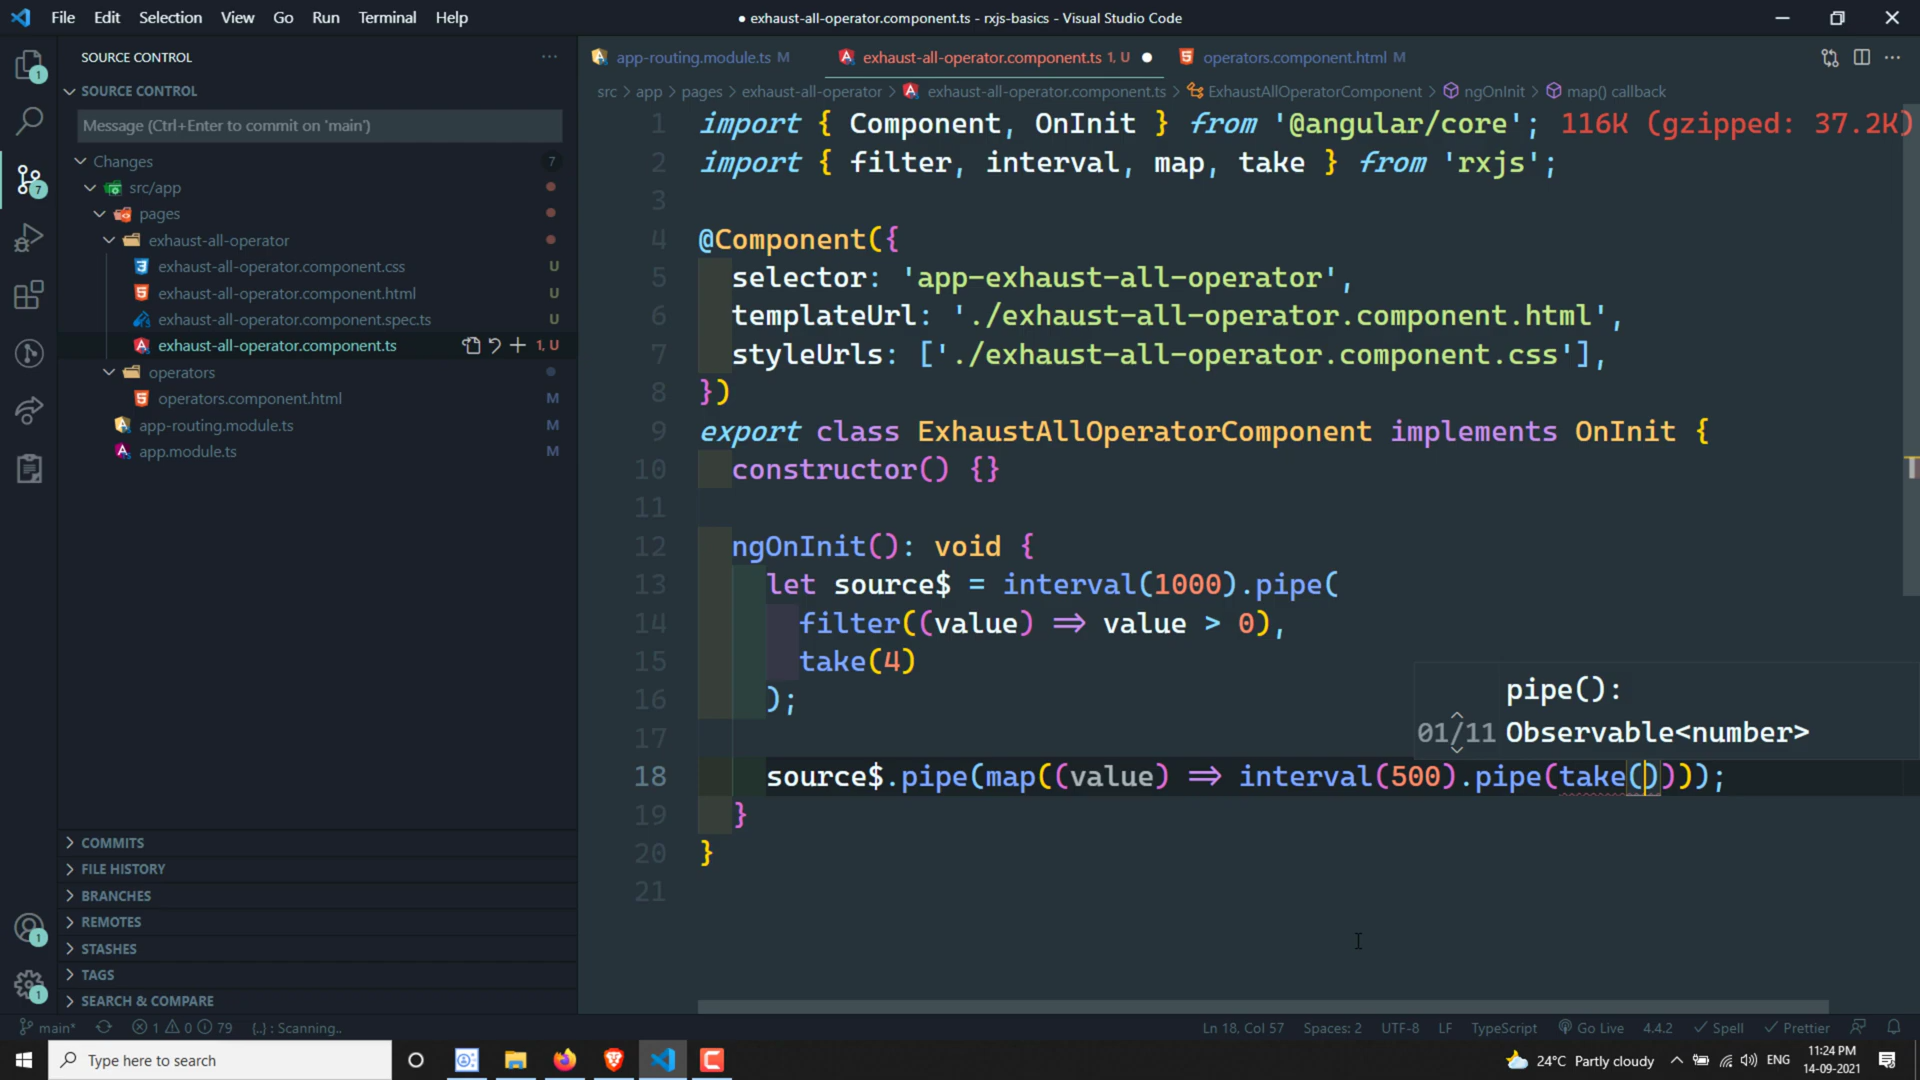 File Edit Selection View Go Run Terminal Help
● exhaust-all-operator.component.ts - rxjs-basics - Visual Studio Code
SOURCE CONTROL
app-routing.module.ts M
exhaust-all-operator.component.ts 1, U
operators.component.html M
SOURCE CONTROL
src > app > pages > exhaust-all-operator > exhaust-all-operator.component.ts > ExhaustAllOperatorComponent > ngOnInit > map() callback
Message (Ctrl+Enter to commit on 'main')
Changes 7
src/app
pages
exhaust-all-operator
exhaust-all-operator.component.css U
exhaust-all-operator.component.html U
exhaust-all-operator.component.spec.ts U
exhaust-all-operator.component.ts 1, U
operators
operators.component.html M
app-routing.module.ts M
app.module.ts M
COMMITS
FILE HISTORY
BRANCHES
REMOTES
STASHES
TAGS
SEARCH & COMPARE
1 import { Component, OnInit } from '@angular/core'; 116K (gzipped: 37.2K)
2 import { filter, interval, map, take } from 'rxjs';
3
4 @Component({
5 selector: 'app-exhaust-all-operator',
6 templateUrl: './exhaust-all-operator.component.html',
7 styleUrls: ['./exhaust-all-operator.component.css'],
8 })
9 export class ExhaustAllOperatorComponent implements OnInit {
10 constructor() {}
11
12 ngOnInit(): void {
13 let source$ = interval(1000).pipe(
14 filter((value) => value > 0),
15 take(4)
16 );
17
pipe():
01/11 Observable<number>
18 source$.pipe(map((value) => interval(500).pipe(take())));
19 }
20 }
21
main* 1 0 79 {..} : Scanning..
Ln 18, Col 57 Spaces: 2 UTF-8 LF TypeScript Go Live 4.4.2 Spell Prettier
Type here to search
24°C Partly cloudy ENG
11:24 PM
14-09-2021